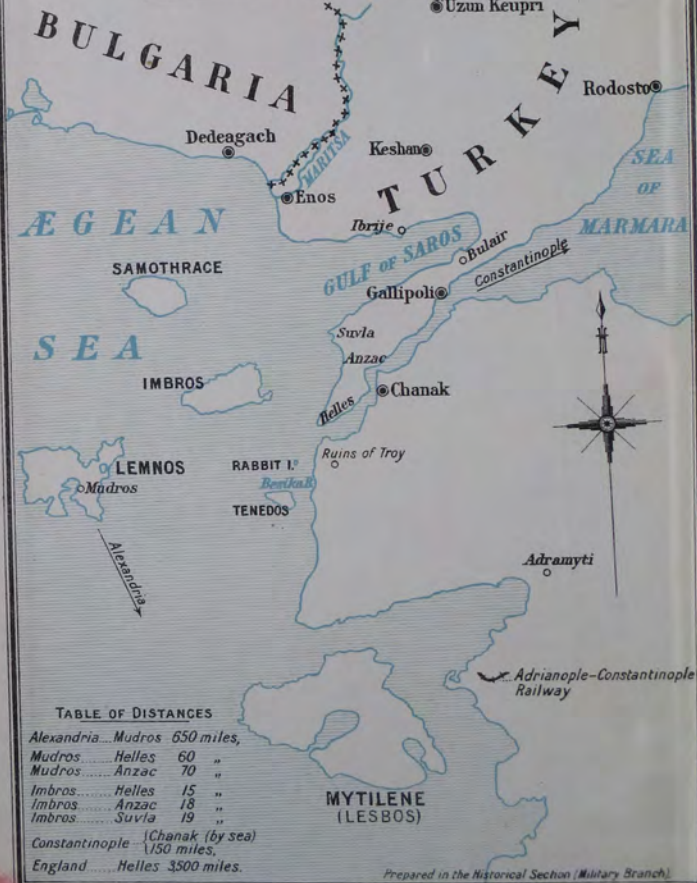 Uzun Keupri
BULGARIA
TURKEY
Rodosto
Dedeagach
MARITSA
Keshan
SEA
OF
MARMARA
Enos
ÆGEAN
SEA
Ibrije
GULF OF SAROS
Bulair
Constantinople
SAMOTHRACE
Gallipoli
Suvla
Anzac
IMBROS
Chanak
Helles
Ruins of Troy
LEMNOS
RABBIT I.
Mudros
Besika B.
TENEDOS
Alexandria
Adramyti
Adrianople-Constantinople
Railway
TABLE OF DISTANCES
Alexandria....Mudros 650 miles,
Mudros.......Helles 60 „
Mudros.......Anzac 70 „
Imbros........Helles 15 „
Imbros........Anzac 18 „
Imbros........Suvla 19 „
Constantinople {Chanak (by sea)
150 miles,
England ......Helles 3,500 miles.
MYTILENE
(LESBOS)
Prepared in the Historical Section (Military Branch).